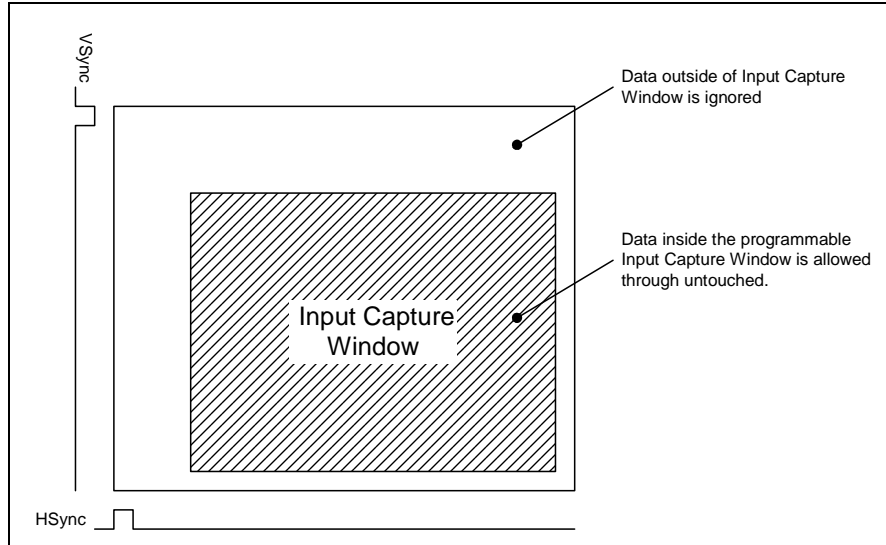 VSync
Data outside of Input Capture
Window is ignored
Data inside the programmable
Input Capture Window is allowed
through untouched.
Input Capture
Window
HSync